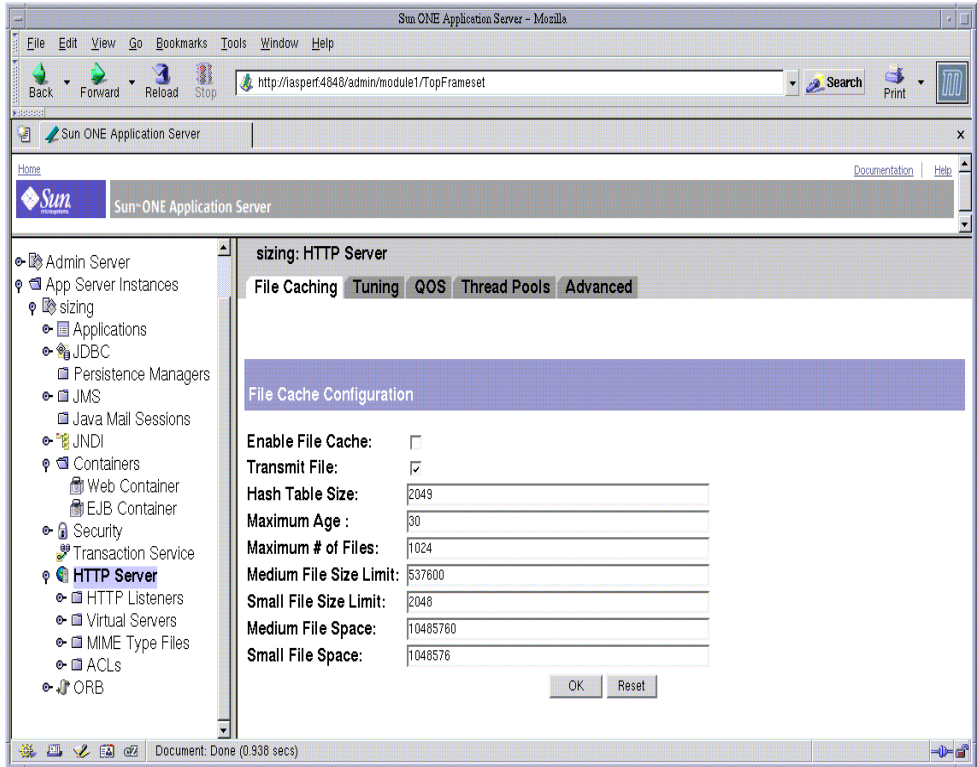 Sun ONE Application Server - Mozilla
File Edit View Go Bookmarks Tools Window Help
Back Forward Reload Stop http://iasperf:4848/admin/module1/TopFrameset Search Print
Sun ONE Application Server x
Home Documentation | Help
Sun microsystems Sun™ ONE Application Server
Admin Server
App Server Instances
sizing
Applications
JDBC
Persistence Managers
JMS
Java Mail Sessions
JNDI
Containers
Web Container
EJB Container
Security
Transaction Service
HTTP Server
HTTP Listeners
Virtual Servers
MIME Type Files
ACLs
ORB
sizing: HTTP Server
File Caching Tuning QOS Thread Pools Advanced
File Cache Configuration
Enable File Cache:
Transmit File:
Hash Table Size: 2049
Maximum Age : 30
Maximum # of Files: 1024
Medium File Size Limit: 537600
Small File Size Limit: 2048
Medium File Space: 10485760
Small File Space: 1048576
OK Reset
Document: Done (0.938 secs)